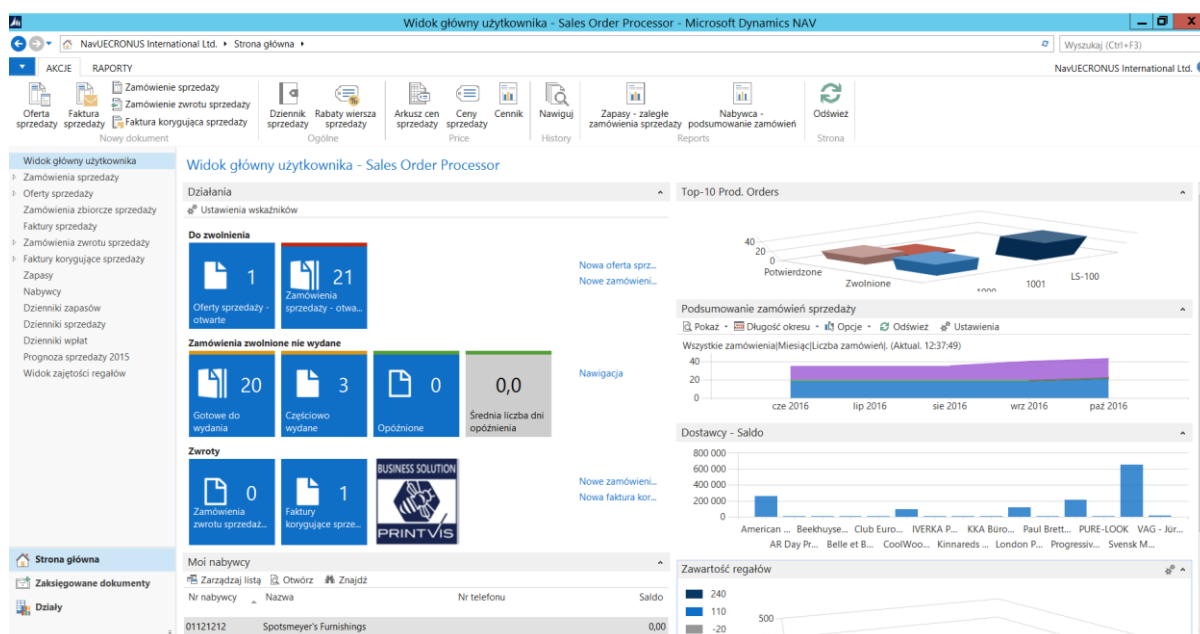 Widok główny użytkownika - Sales Order Processor - Microsoft Dynamics NAV
NavUECRONUS International Ltd. Strona główna
Wyszukaj (Ctrl+F3)
AKCJE RAPORTY
NavUECRONUS International Ltd.
Oferta sprzedaży
Faktura sprzedaży
Zamówienie sprzedaży
Zamówienie zwrotu sprzedaży
Faktura korygująca sprzedaży
Nowy dokument
Dziennik sprzedaży
Rabaty wiersza sprzedaży
Ogólne
Arkusz cen sprzedaży
Ceny sprzedaży
Cennik
Price
Nawiguj
History
Zapasy - zaległe zamówienia sprzedaży
Nabywca - podsumowanie zamówień
Reports
Odśwież
Strona
Widok główny użytkownika
Zamówienia sprzedaży
Oferty sprzedaży
Zamówienia zbiorcze sprzedaży
Faktury sprzedaży
Zamówienia zwrotu sprzedaży
Faktury korygujące sprzedaży
Zapasy
Nabywcy
Dzienniki zapasów
Dzienniki sprzedaży
Dzienniki wpłat
Prognoza sprzedaży 2015
Widok zajętości regałów
Strona główna
Zaksięgowane dokumenty
Działy
Widok główny użytkownika - Sales Order Processor
Działania
Ustawienia wskaźników
Do zwolnienia
1
Oferty sprzedaży -
otwarte
21
Zamówienia
sprzedaży - otwa...
Nowa oferta sprz...
Nowe zamówieni...
Zamówienia zwolnione nie wydane
20
Gotowe do
wydania
3
Częściowo
wydane
0
Opóźnione
0,0
Średnia liczba dni
opóźnienia
Nawigacja
Zwroty
0
Zamówienia
zwrotu sprzedaż...
1
Faktury
korygujące sprze...
BUSINESS SOLUTION
PRINTVIS
Nowe zamówieni...
Nowa faktura kor...
Moi nabywcy
Zarządzaj listą Otwórz Znajdź
Nr nabywcy Nazwa Nr telefonu Saldo
01121212 Spotsmeyer's Furnishings 0,00
Top-10 Prod. Orders
40
20
0
Potwierdzone
Zwolnione
1000
1001
LS-100
Podsumowanie zamówień sprzedaży
Pokaż Długość okresu Opcje Odśwież Ustawienia
Wszystkie zamówienia|Miesiąc|Liczba zamówień|. (Aktual. 12:37:49)
40
20
0
cze 2016 lip 2016 sie 2016 wrz 2016 paź 2016
Dostawcy - Saldo
800 000
600 000
400 000
200 000
0
American ... Beekhuyse... Club Euro... IVERKA P... KKA Büro... Paul Brett... PURE-LOOK VAG - Jür...
AR Day Pr... Belle et B... CoolWoo... Kinnareds ... London P... Progressiv... Svensk M...
Zawartość regałów
240
110
-20
500